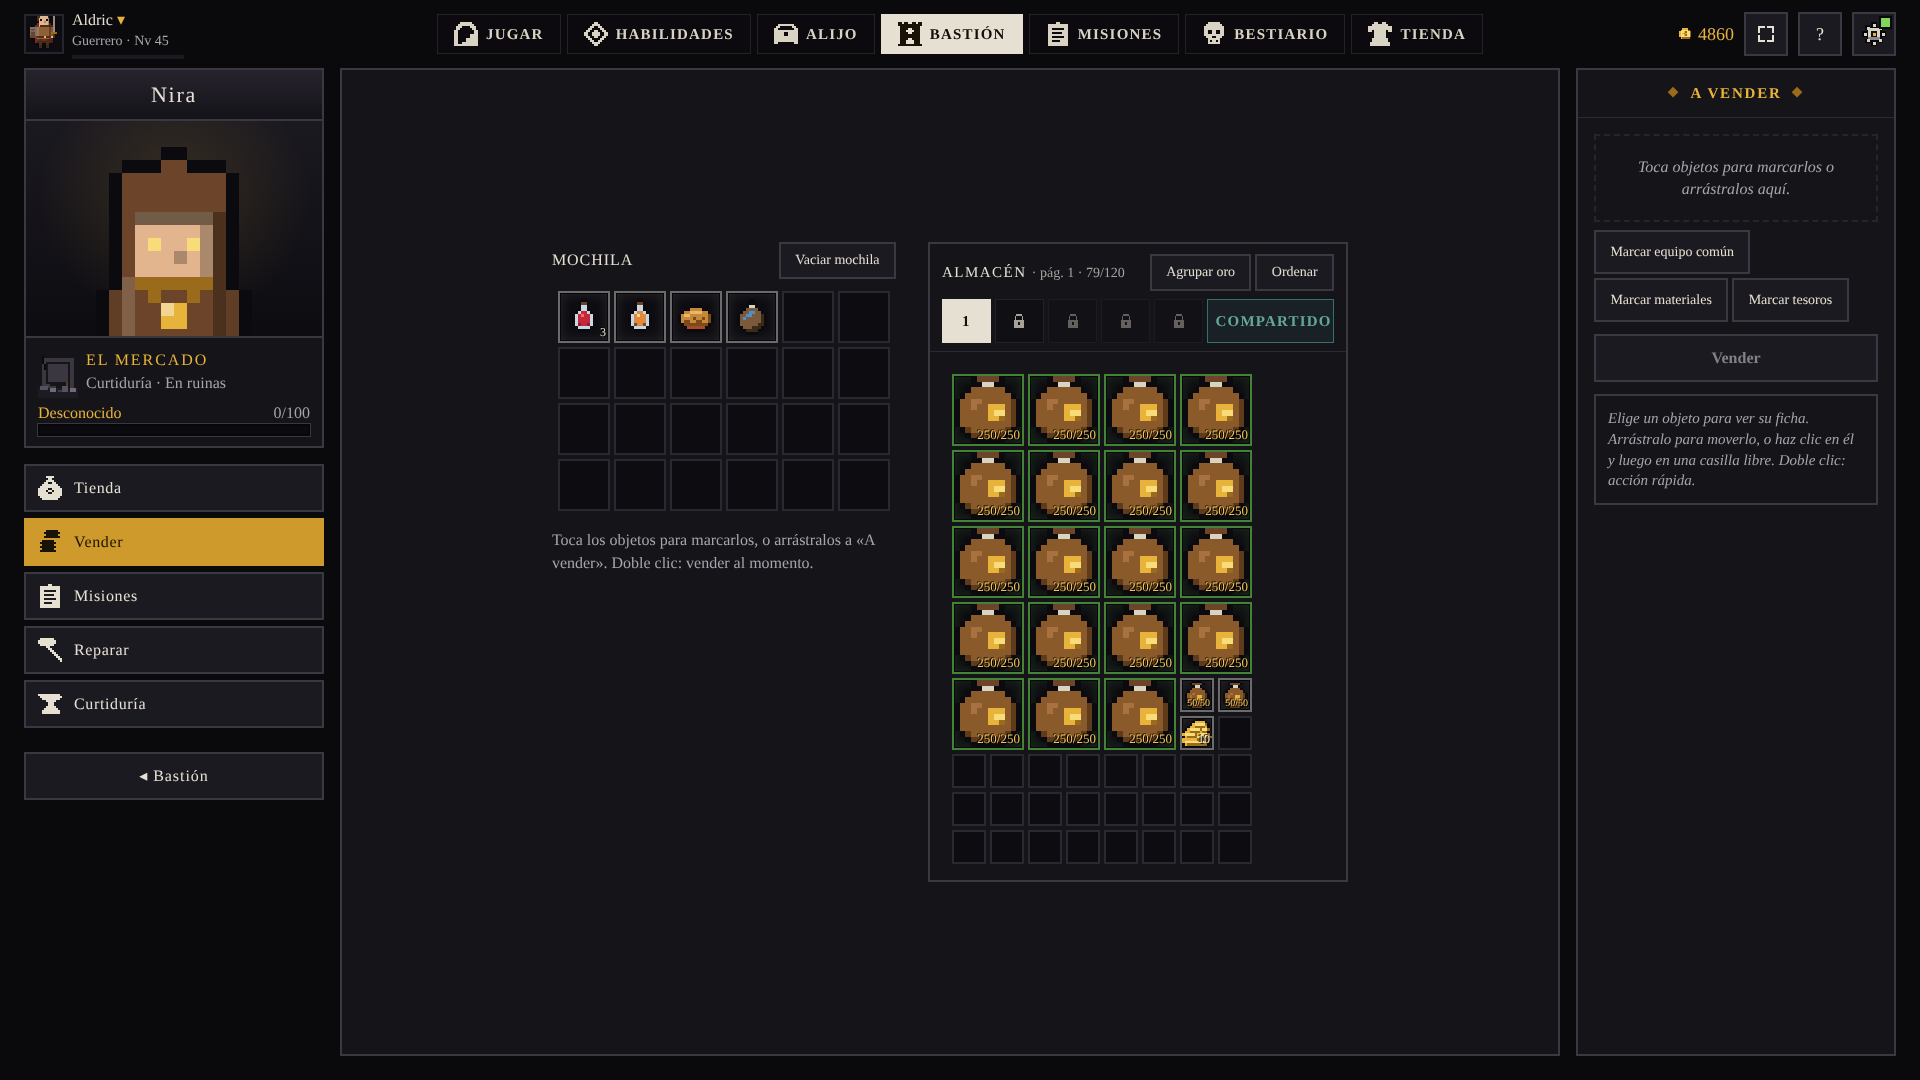 Aldric ▾
Guerrero · Nv 45
JUGAR
HABILIDADES
ALIJO
BASTIÓN
MISIONES
BESTIARIO
TIENDA
4860
?
Nira
EL MERCADO
Curtiduría · En ruinas
Desconocido 0/100
Tienda
Vender
Misiones
Reparar
Curtiduría
◂ Bastión
MOCHILA
Vaciar mochila
3
Toca los objetos para marcarlos, o arrástralos a «A
vender». Doble clic: vender al momento.
ALMACÉN · pág. 1 · 79/120
Agrupar oro
Ordenar
1
COMPARTIDO
250/250 250/250 250/250 250/250
250/250 250/250 250/250 250/250
250/250 250/250 250/250 250/250
250/250 250/250 250/250 250/250
250/250 250/250 250/250
50/50 50/50
10
◆ A VENDER ◆
Toca objetos para marcarlos o
arrástralos aquí.
Marcar equipo común
Marcar materiales
Marcar tesoros
Vender
Elige un objeto para ver su ficha.
Arrástralo para moverlo, o haz clic en él
y luego en una casilla libre. Doble clic:
acción rápida.